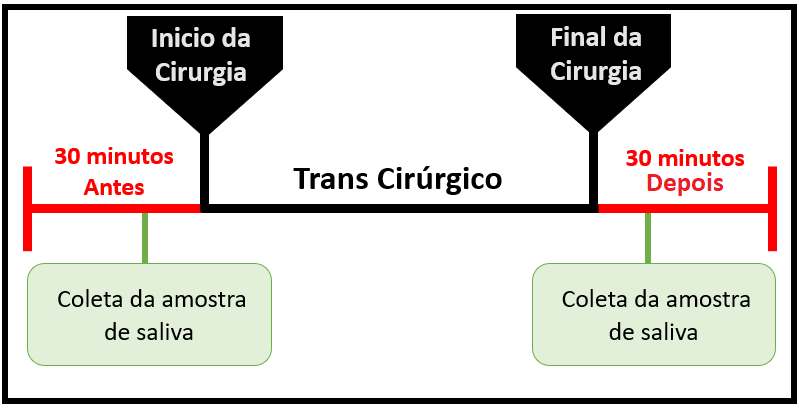 Inicio da
Cirurgia
Final da
Cirurgia
30 minutos
Antes
Trans Cirúrgico
30 minutos
Depois
Coleta da amostra
de saliva
Coleta da amostra
de saliva